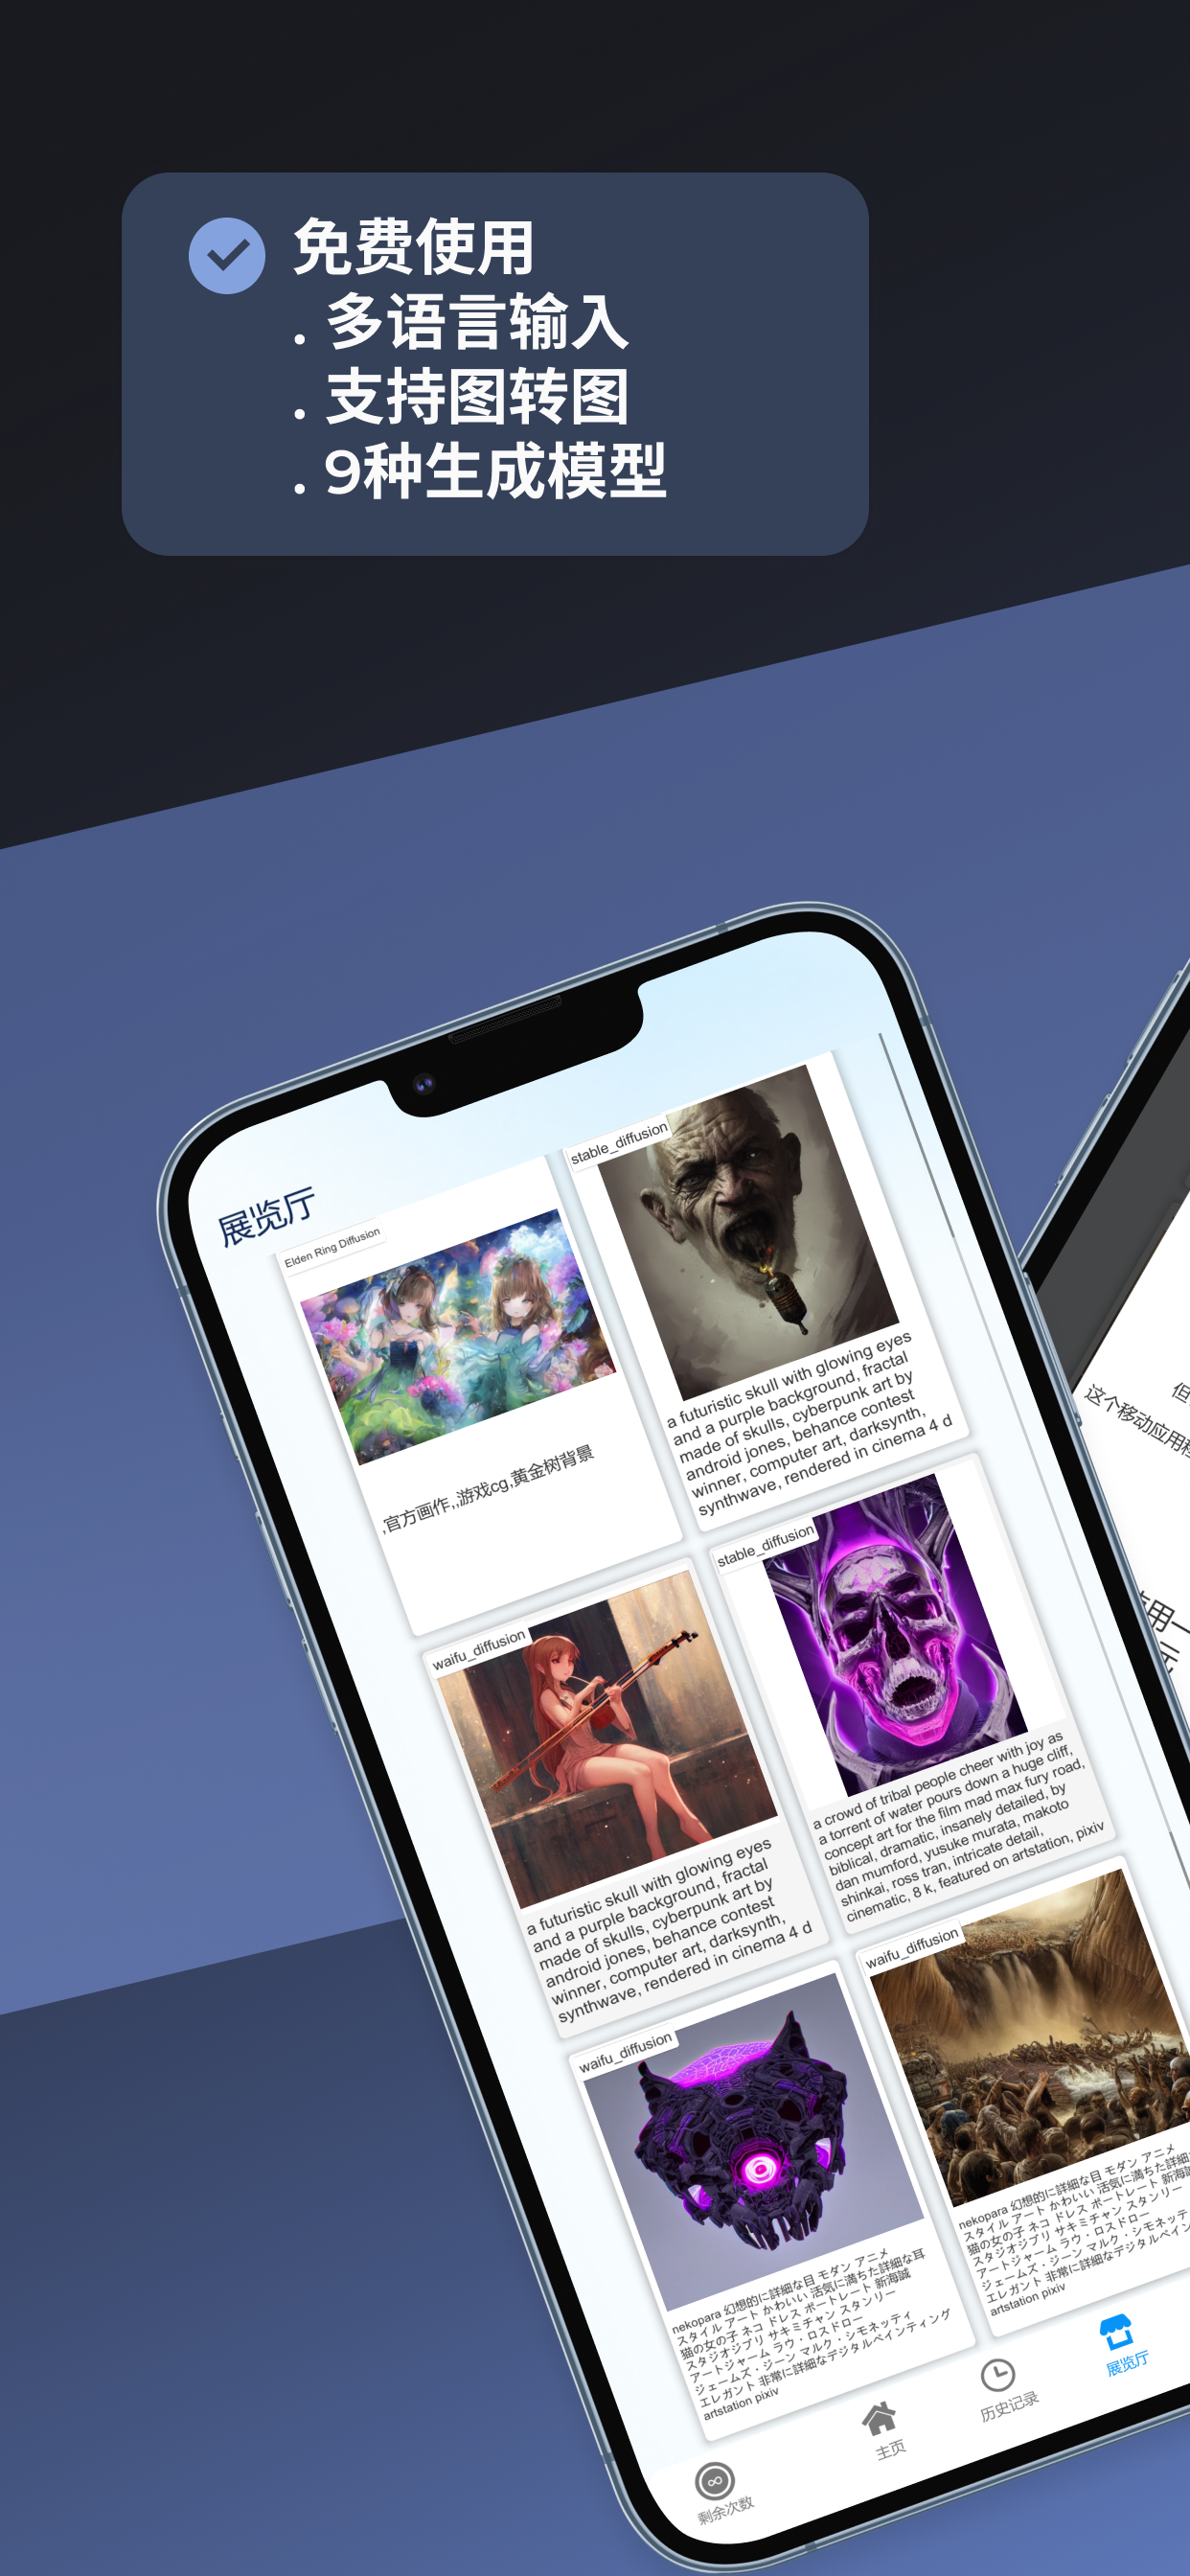 免费使用
. 多语言输入
. 支持图转图
. 9种生成模型
展览厅
Elden Ring Diffusion
,官方画作,,游戏cg,黄金树背景
stable_diffusion
a futuristic skull with glowing eyes
and a purple background, fractal
made of skulls, cyberpunk art by
android jones, behance contest
winner, computer art, darksynth,
synthwave, rendered in cinema 4 d
waifu_diffusion
a futuristic skull with glowing eyes
and a purple background, fractal
made of skulls, cyberpunk art by
android jones, behance contest
winner, computer art, darksynth,
synthwave, rendered in cinema 4 d
stable_diffusion
a crowd of tribal people cheer with joy as
a torrent of water pours down a huge cliff,
concept art for the film mad max fury road,
biblical, dramatic, insanely detailed, by
dan mumford, yusuke murata, makoto
shinkai, ross tran, intricate detail,
cinematic, 8 k, featured on artstation, pixiv
waifu_diffusion
nekopara 幻想的に詳細な目 モダン アニメ
スタイル アート かわいい 活気に満ちた詳細な耳
猫の女の子 ネコ ドレス ポートレート 新海誠
スタジオジブリ サキミチャン スタンリー
アートジャーム ラウ・ロスドロー
ジェームズ・ジーン マルク・シモネッティ
エレガント 非常に詳細なデジタルペインティング
artstation pixiv
waifu_diffusion
nekopara 幻想的に詳細な目 モダン アニメ
スタイル アート かわいい 活気に満ちた詳細な
猫の女の子 ネコ ドレス ポートレート 新海誠
スタジオジブリ サキミチャン スタンリー
アートジャーム ラウ・ロスドロー
ジェームズ・ジーン マルク・シモネッテ
エレガント 非常に詳細なデジタルペイン
artstation pixiv
剩余次数
主页
历史记录
展览厅
但
这个移动应用程
用一